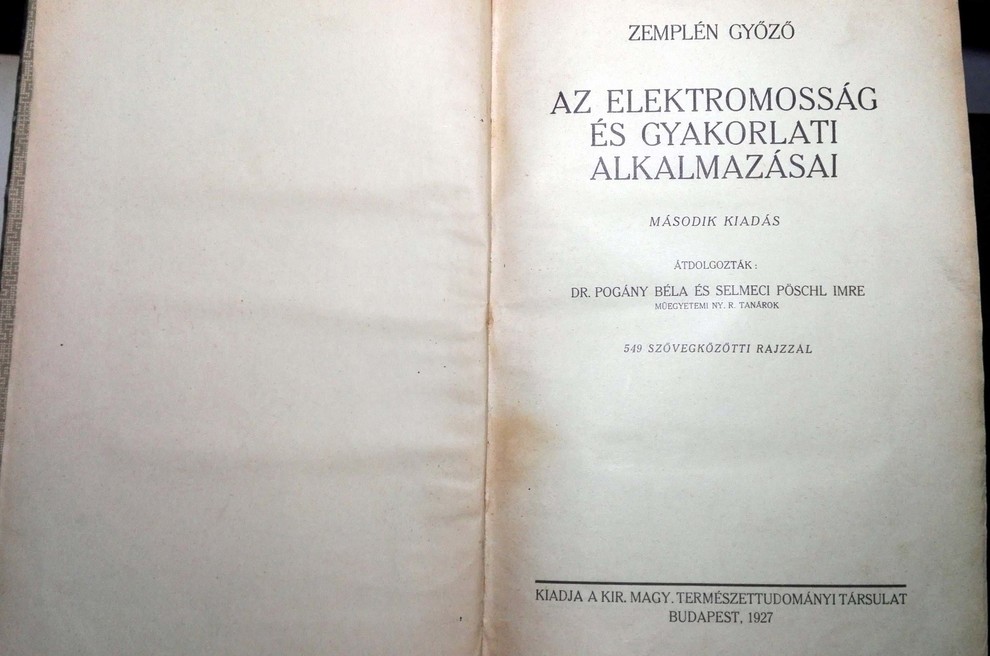 ZEMPLÉN GYŐZŐ
AZ ELEKTROMOSSÁG
ÉS GYAKORLATI
ALKALMAZÁSAI
MÁSODIK KIADÁS
ÁTDOLGOZTÁK:
DR. POGÁNY BÉLA ÉS SELMECI PÖSCHL IMRE
MŰEGYETEMI NY. R. TANÁROK
549 SZÖVEGKÖZÖTTI RAJZZAL
KIADJA A KIR. MAGY. TERMÉSZETTUDOMÁNYI TÁRSULAT
BUDAPEST, 1927